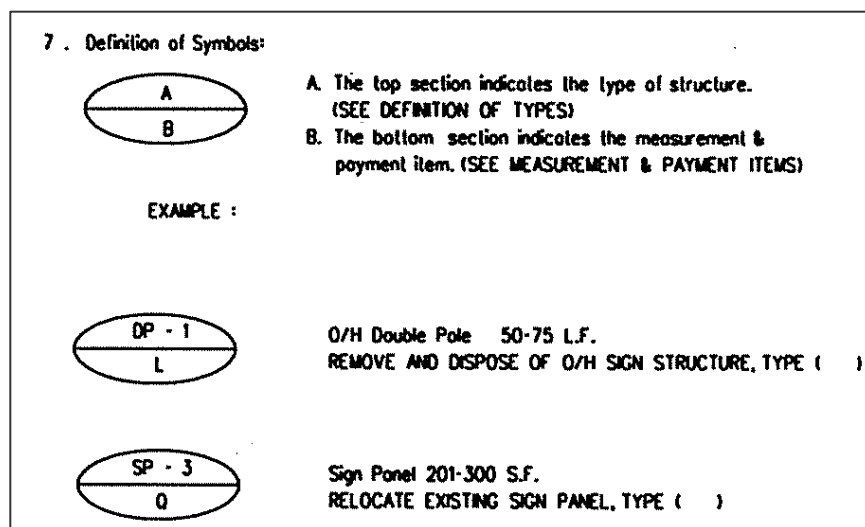 7 . Definition of Symbols:
A
B
A. The top section indicates the type of structure.
(SEE DEFINITION OF TYPES)
B. The bottom section indicates the measurement &
payment item. (SEE MEASUREMENT & PAYMENT ITEMS)
EXAMPLE :
DP - 1
L
O/H Double Pole 50-75 L.F.
REMOVE AND DISPOSE OF O/H SIGN STRUCTURE, TYPE ( )
SP - 3
Q
Sign Panel 201-300 S.F.
RELOCATE EXISTING SIGN PANEL, TYPE ( )